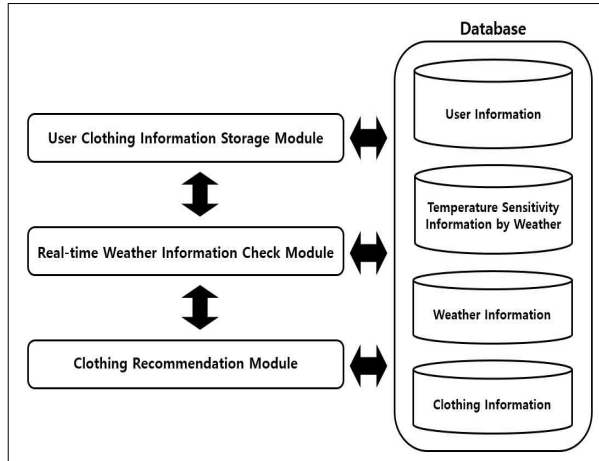 Database
User Information
User Clothing Information Storage Module
Temperature Sensitivity
Information by Weather
Real-time Weather Information Check Module
Weather Information
Clothing Recommendation Module
Clothing Information